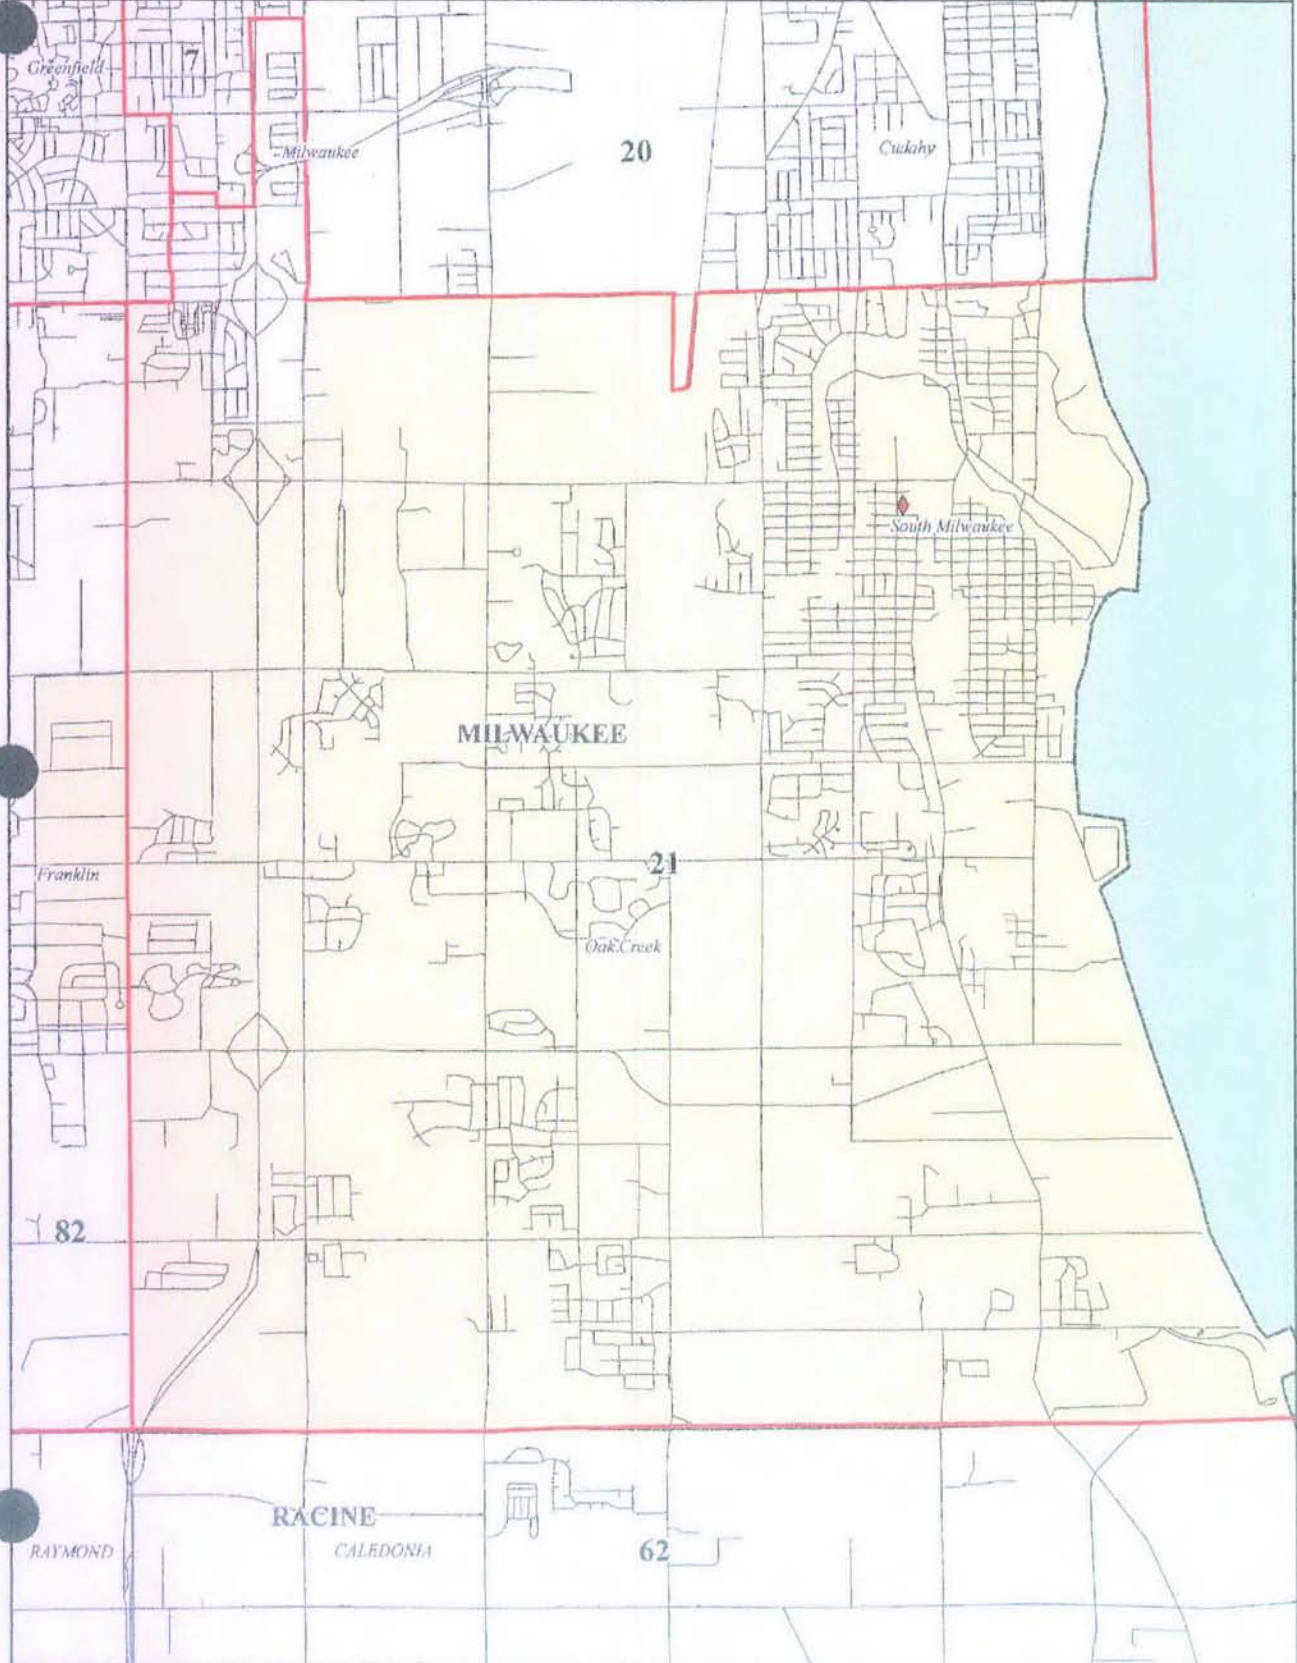 7
Greenfield
Milwaukee
20
Cudahy
South Milwaukee
MILWAUKEE
21
Franklin
Oak Creek
82
RACINE
RAYMOND
CALEDONIA
62